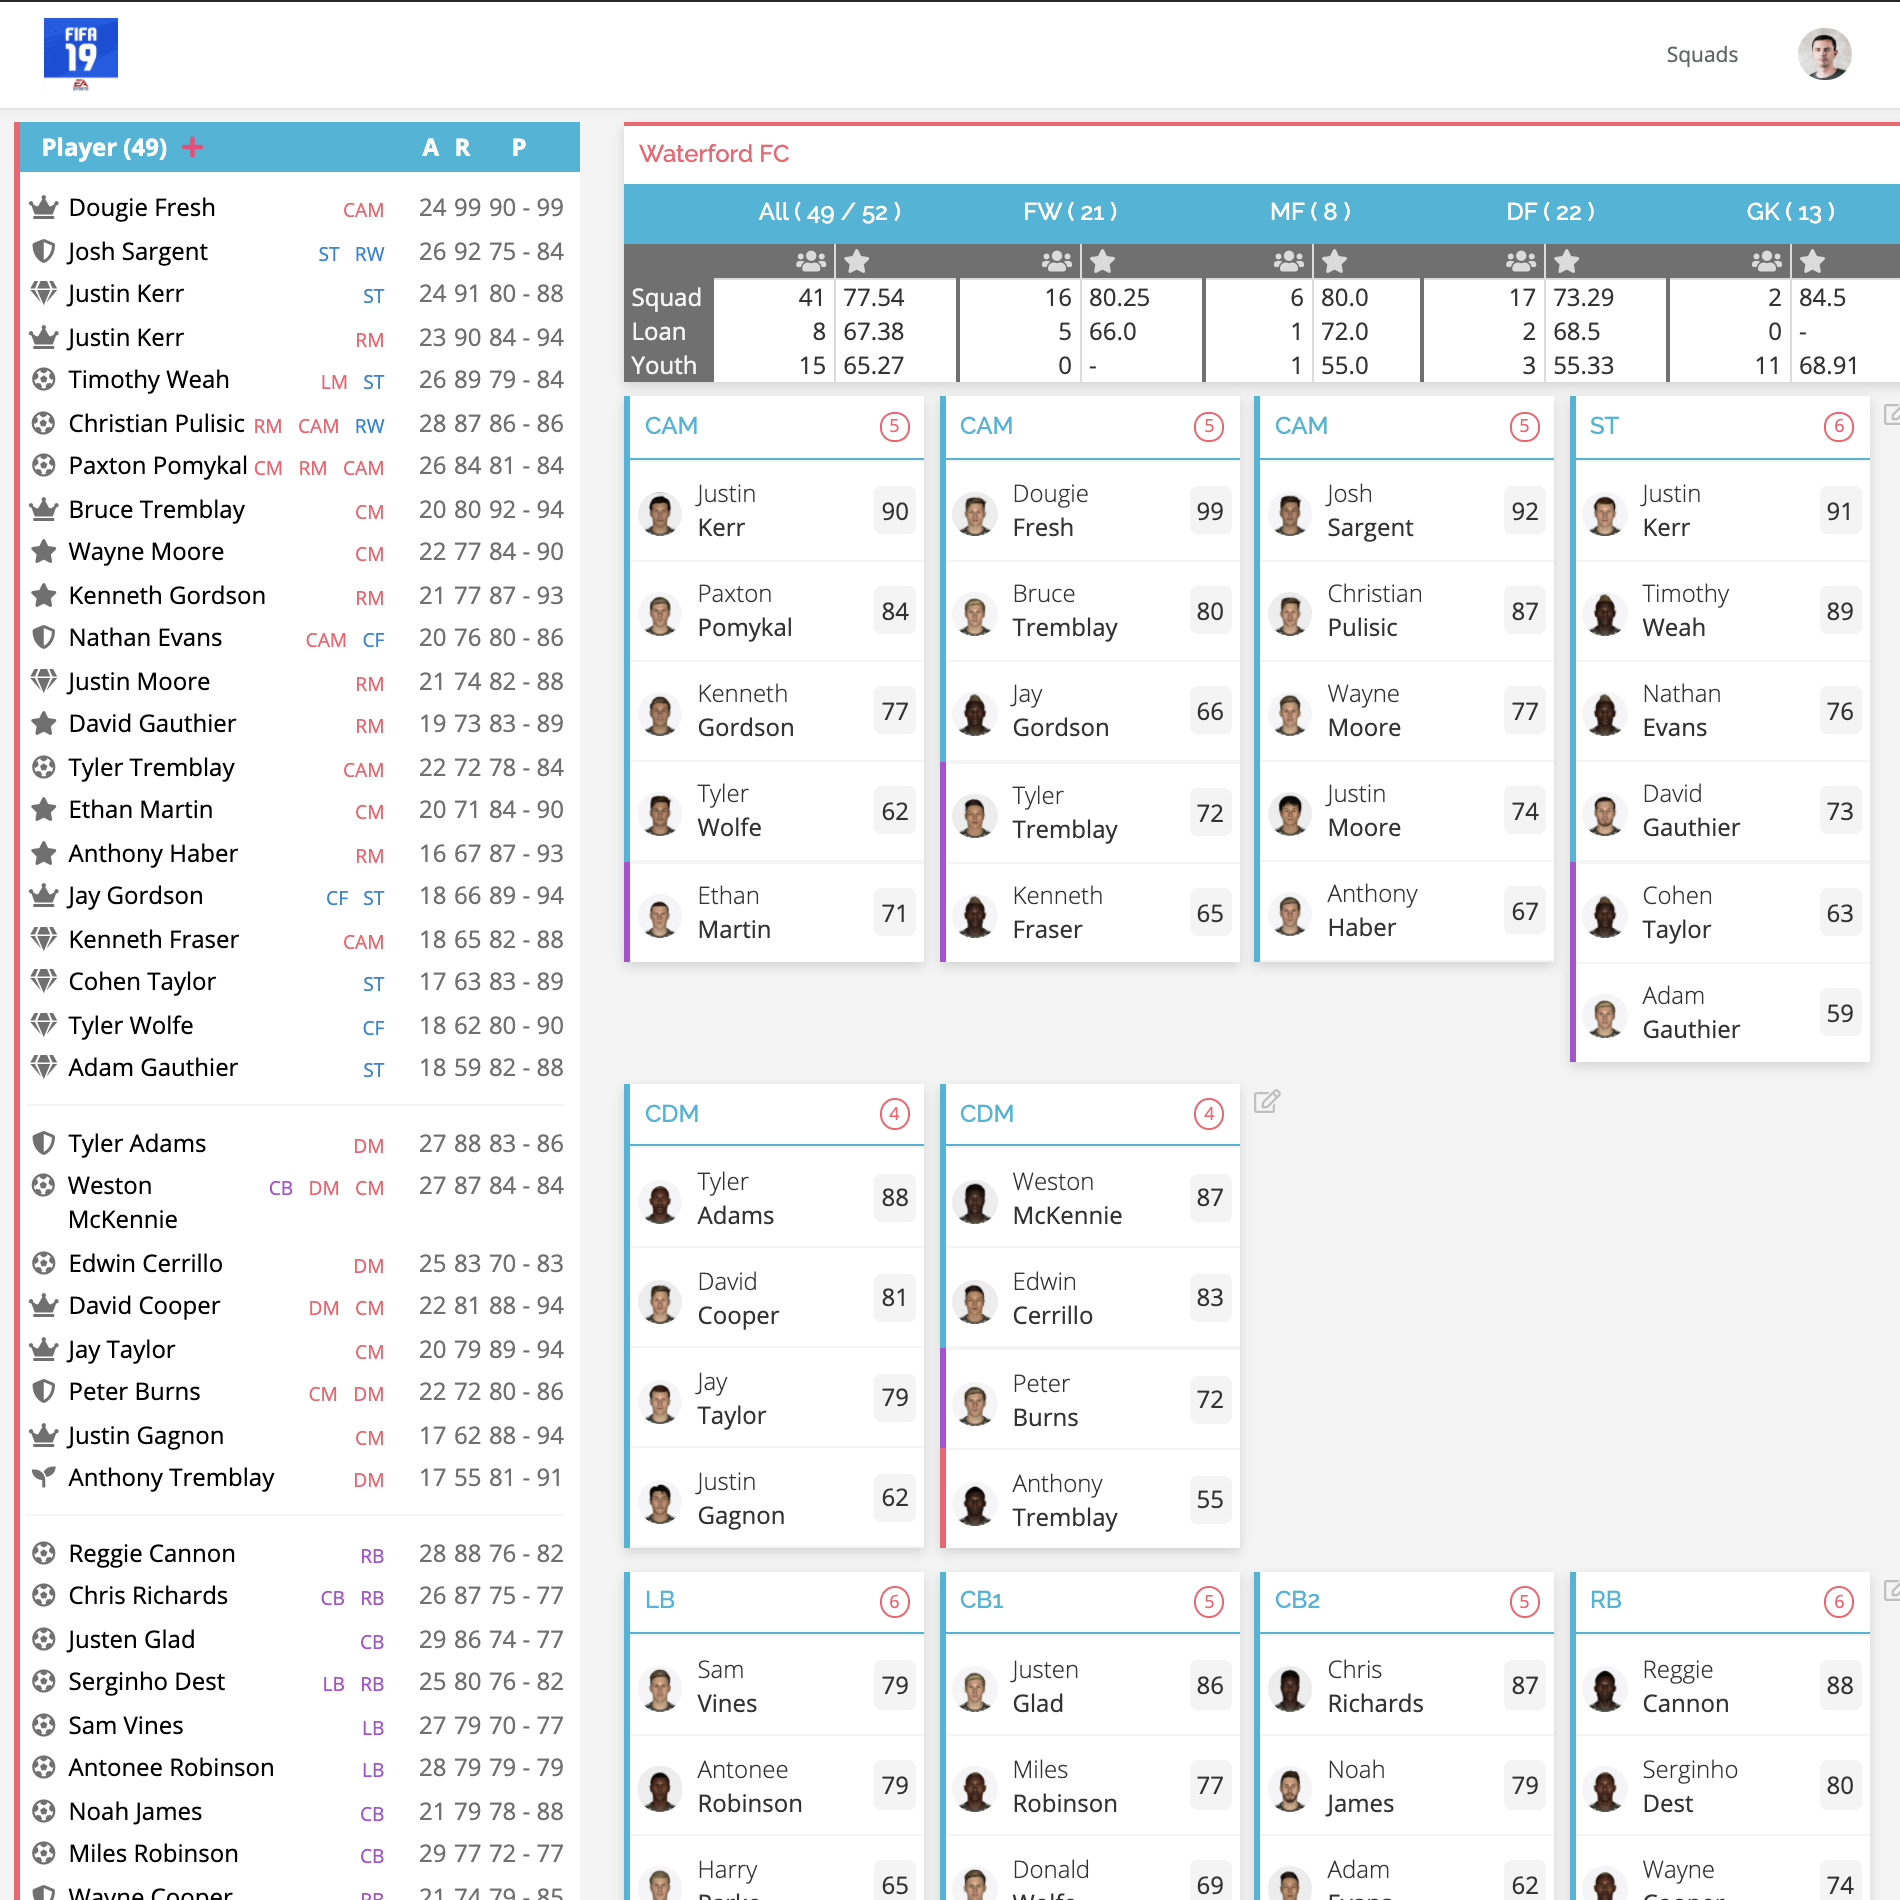 FIFA
19
EA
SPORTS
Squads
Player (49) + A R P
Dougie Fresh CAM 24 99 90 - 99
Josh Sargent ST RW 26 92 75 - 84
Justin Kerr ST 24 91 80 - 88
Justin Kerr RM 23 90 84 - 94
Timothy Weah LM ST 26 89 79 - 84
Christian Pulisic RM CAM RW 28 87 86 - 86
Paxton Pomykal CM RM CAM 26 84 81 - 84
Bruce Tremblay CM 20 80 92 - 94
Wayne Moore CM 22 77 84 - 90
Kenneth Gordson RM 21 77 87 - 93
Nathan Evans CAM CF 20 76 80 - 86
Justin Moore RM 21 74 82 - 88
David Gauthier RM 19 73 83 - 89
Tyler Tremblay CAM 22 72 78 - 84
Ethan Martin CM 20 71 84 - 90
Anthony Haber RM 16 67 87 - 93
Jay Gordson CF ST 18 66 89 - 94
Kenneth Fraser CAM 18 65 82 - 88
Cohen Taylor ST 17 63 83 - 89
Tyler Wolfe CF 18 62 80 - 90
Adam Gauthier ST 18 59 82 - 88
Tyler Adams DM 27 88 83 - 86
Weston CB DM CM 27 87 84 - 84
McKennie
Edwin Cerrillo DM 25 83 70 - 83
David Cooper DM CM 22 81 88 - 94
Jay Taylor CM 20 79 89 - 94
Peter Burns CM DM 22 72 80 - 86
Justin Gagnon CM 17 62 88 - 94
Anthony Tremblay DM 17 55 81 - 91
Reggie Cannon RB 28 88 76 - 82
Chris Richards CB RB 26 87 75 - 77
Justen Glad CB 29 86 74 - 77
Serginho Dest LB RB 25 80 76 - 82
Sam Vines LB 27 79 70 - 77
Antonee Robinson LB 28 79 79 - 79
Noah James CB 21 79 78 - 88
Miles Robinson CB 29 77 72 - 77
Wayne Cooper RB 21 74 79 - 85
Waterford FC
All ( 49 / 52 ) FW ( 21 ) MF ( 8 ) DF ( 22 ) GK ( 13 )
Squad 41 77.54 16 80.25 6 80.0 17 73.29 2 84.5
Loan 8 67.38 5 66.0 1 72.0 2 68.5 0 -
Youth 15 65.27 0 - 1 55.0 3 55.33 11 68.91
CAM 5
Justin
Kerr 90
Paxton
Pomykal 84
Kenneth
Gordson 77
Tyler
Wolfe 62
Ethan
Martin 71
CAM 5
Dougie
Fresh 99
Bruce
Tremblay 80
Jay
Gordson 66
Tyler
Tremblay 72
Kenneth
Fraser 65
CAM 5
Josh
Sargent 92
Christian
Pulisic 87
Wayne
Moore 77
Justin
Moore 74
Anthony
Haber 67
ST 6
Justin
Kerr 91
Timothy
Weah 89
Nathan
Evans 76
David
Gauthier 73
Cohen
Taylor 63
Adam
Gauthier 59
CDM 4
Tyler
Adams 88
David
Cooper 81
Jay
Taylor 79
Justin
Gagnon 62
CDM 4
Weston
McKennie 87
Edwin
Cerrillo 83
Peter
Burns 72
Anthony
Tremblay 55
LB 6
Sam
Vines 79
Antonee
Robinson 79
Harry
65
CB1 5
Justen
Glad 86
Miles
Robinson 77
Donald
Wolfe 69
CB2 5
Chris
Richards 87
Noah
James 79
Adam
Evans 62
RB 6
Reggie
Cannon 88
Serginho
Dest 80
Wayne
Cooper 74